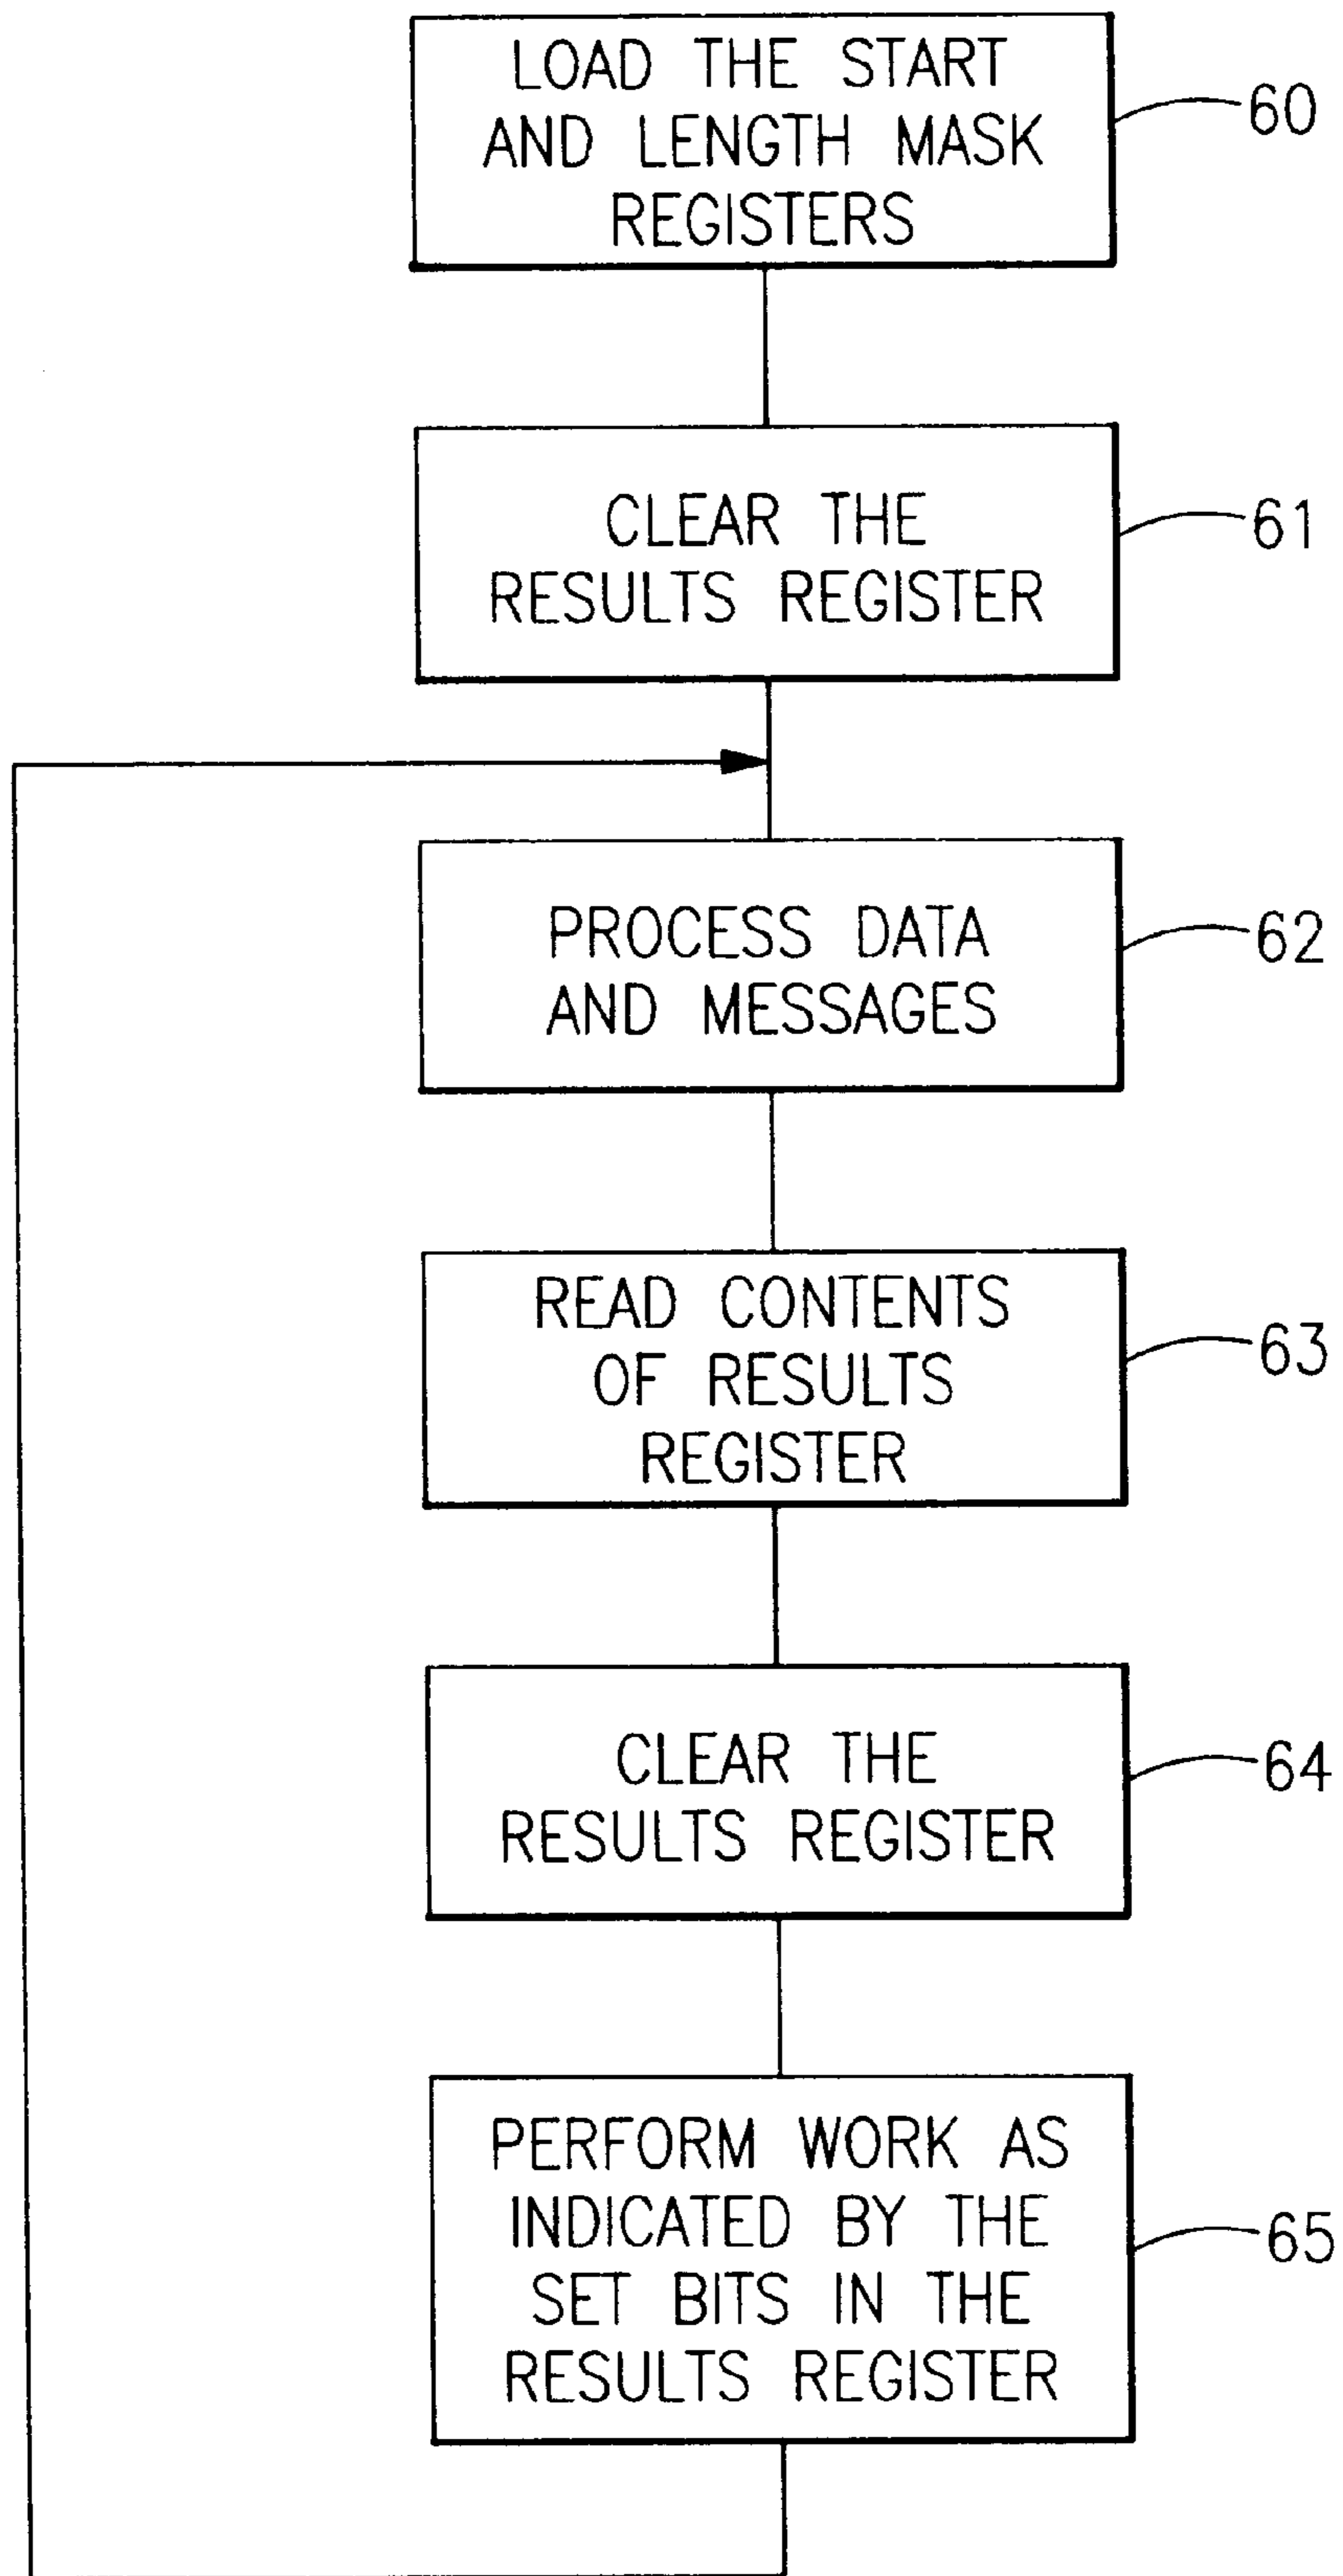 LOAD THE START
AND LENGTH MASK
REGISTERS
60
CLEAR THE
RESULTS REGISTER
61
PROCESS DATA
AND MESSAGES
62
READ CONTENTS
OF RESULTS
REGISTER
63
CLEAR THE
RESULTS REGISTER
64
PERFORM WORK AS
INDICATED BY THE
SET BITS IN THE
RESULTS REGISTER
65